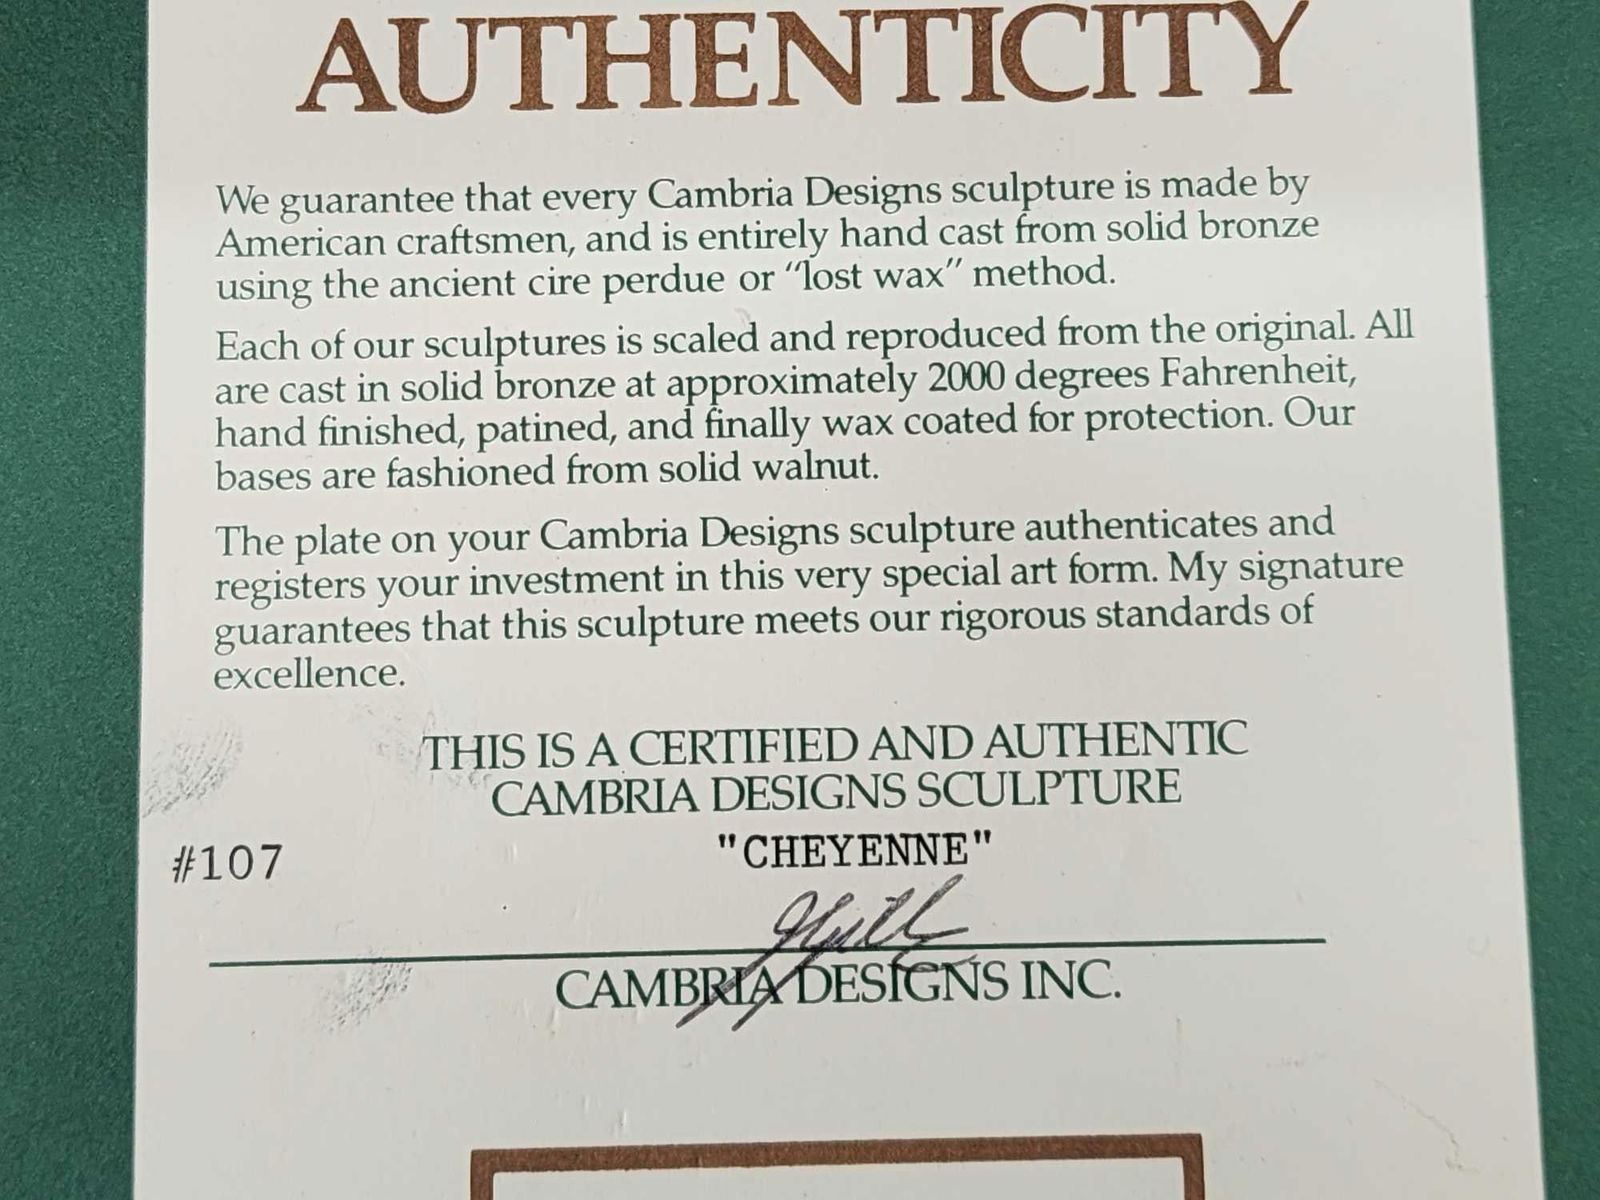 AUTHENTICITY
We guarantee that every Cambria Designs sculpture is made by
American craftsmen, and is entirely hand cast from solid bronze
using the ancient cire perdue or "lost wax" method.
Each of our sculptures is scaled and reproduced from the original. All
are cast in solid bronze at approximately 2000 degrees Fahrenheit,
hand finished, patined, and finally wax coated for protection. Our
bases are fashioned from solid walnut.
The plate on your Cambria Designs sculpture authenticates and
registers your investment in this very special art form. My signature
guarantees that this sculpture meets our rigorous standards of
excellence.
THIS IS A CERTIFIED AND AUTHENTIC
CAMBRIA DESIGNS SCULPTURE
#107 "CHEYENNE"
CAMBRIA DESIGNS INC.